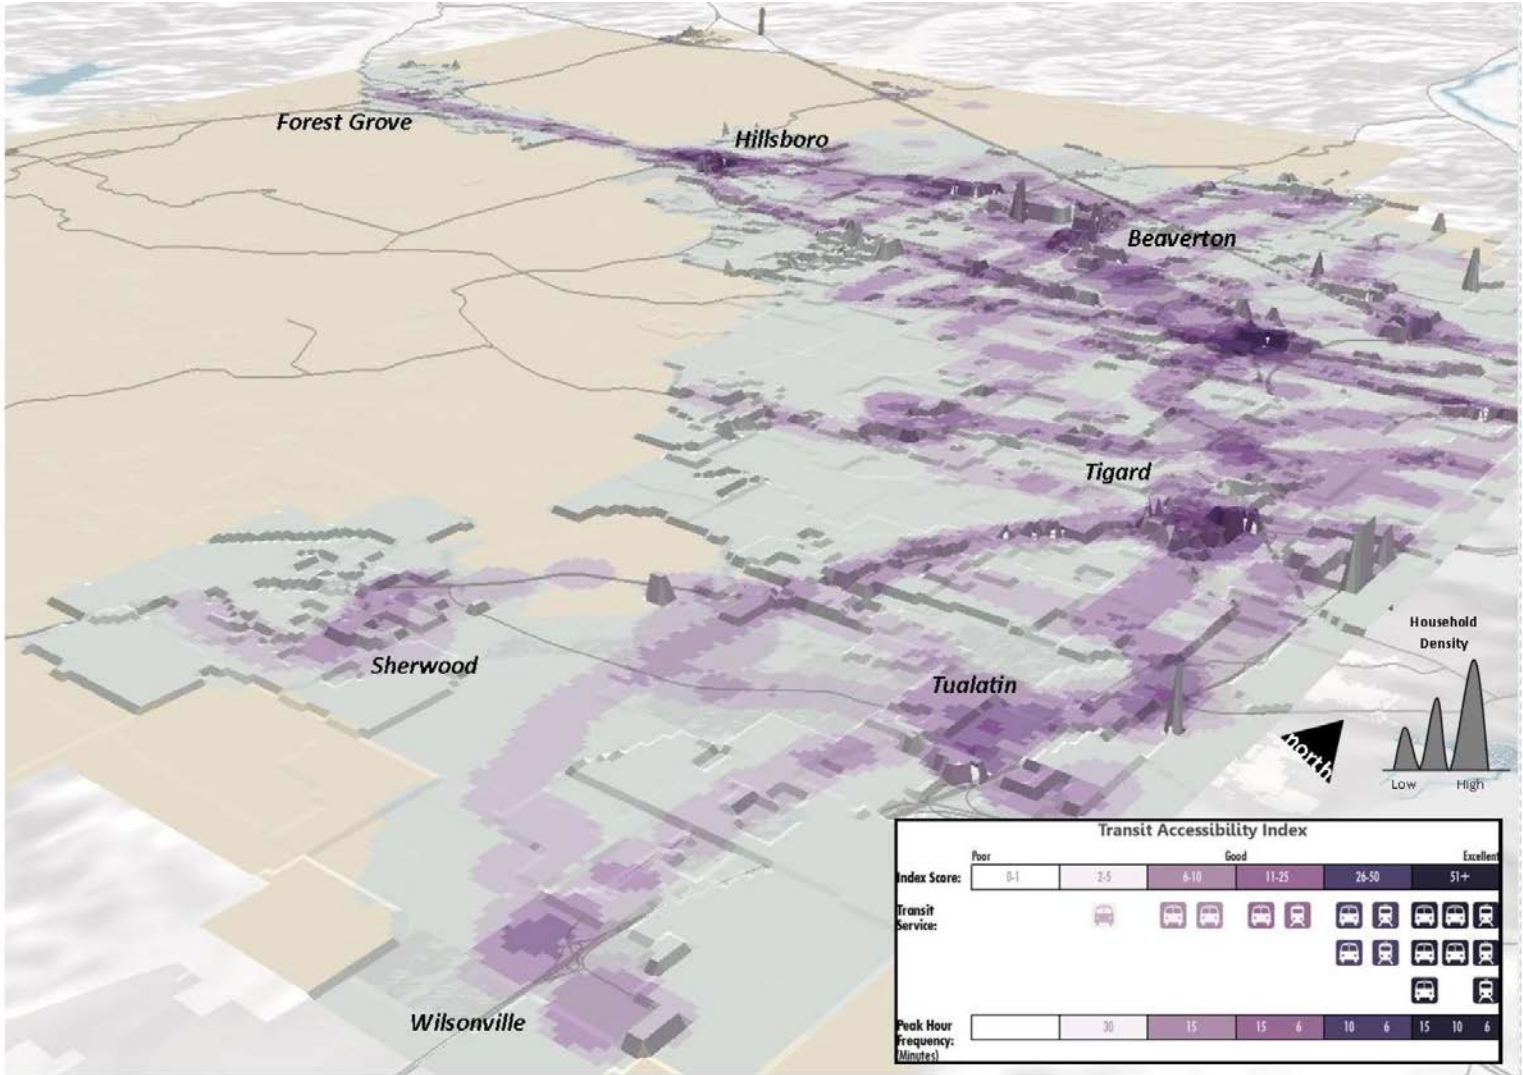 Forest Grove
Hillsboro
Beaverton
Tigard
Sherwood
Tualatin
Wilsonville
Household
Density
north
Low High
Transit Accessibility Index
Poor Good Excellent
Index Score: 0-1 2-5 6-10 11-25 26-50 51+
Transit
Service:
Peak Hour 30 15 15 6 10 6 15 10 6
Frequency:
(Minutes)